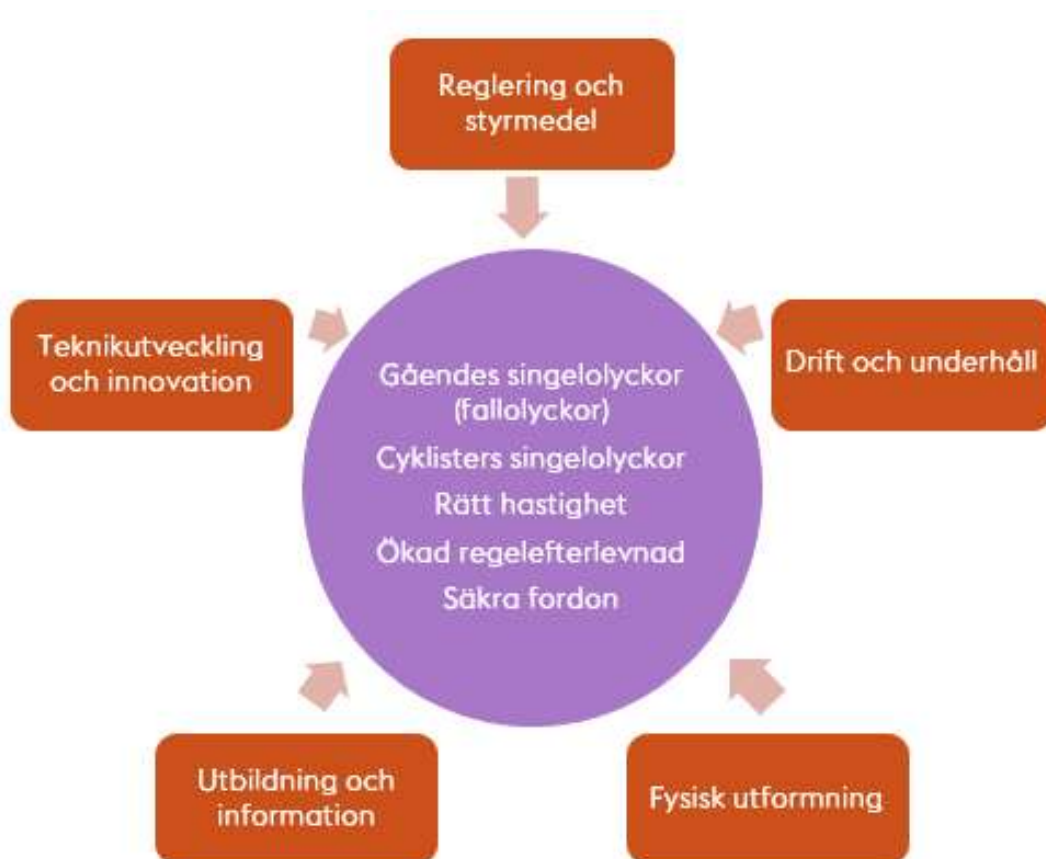 Reglering och
styrmedel
Teknikutveckling
och innovation
Drift och underhåll
Gåendes singelolyckor
(fallolyckor)
Cyklisters singelolyckor
Rätt hastighet
Ökad regelefterlevnad
Säkra fordon
Utbildning och
information
Fysisk utformning